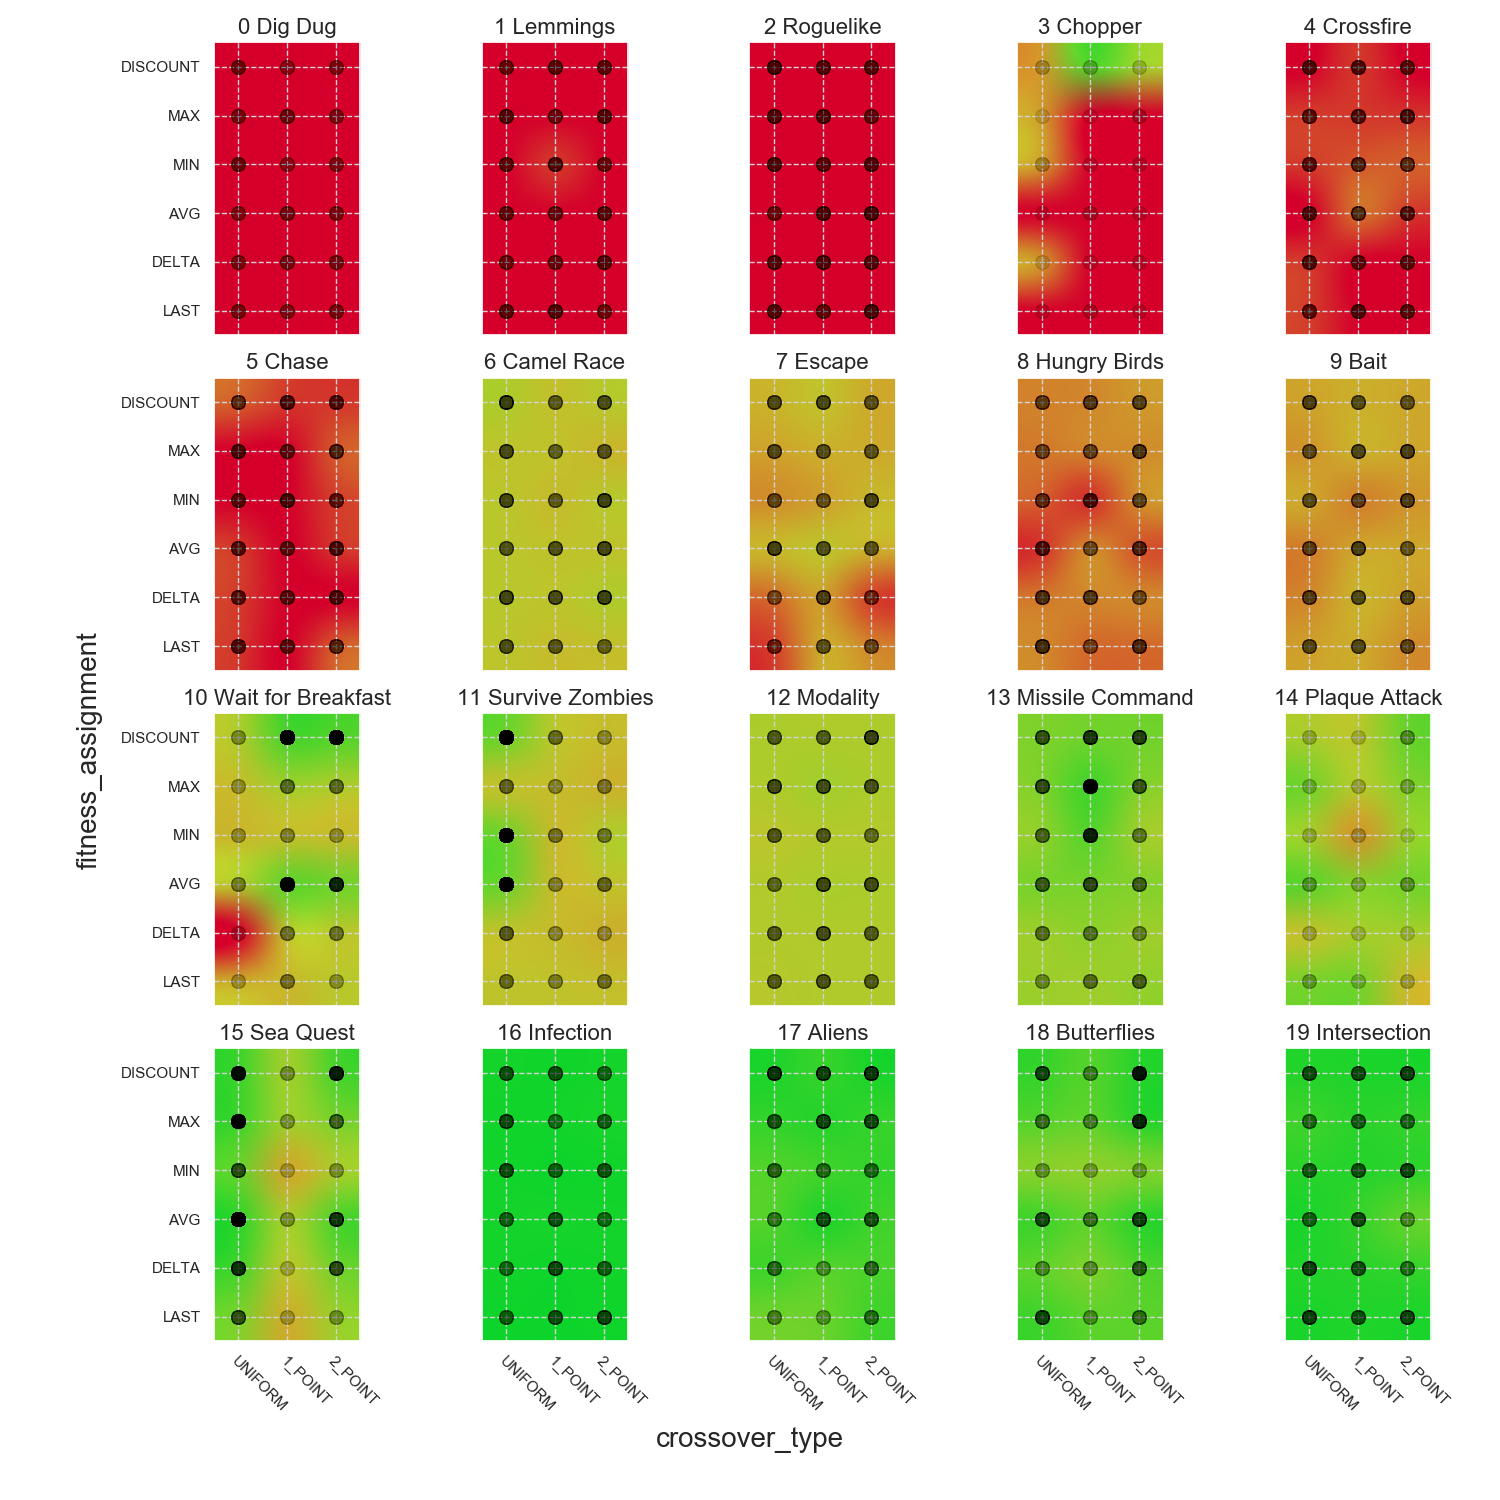 0 Dig Dug
1 Lemmings
2 Roguelike
3 Chopper
4 Crossfire
DISCOUNT
MAX
MIN
AVG
DELTA
LAST
5 Chase
6 Camel Race
7 Escape
8 Hungry Birds
9 Bait
DISCOUNT
MAX
MIN
AVG
DELTA
LAST
fitness_assignment
10 Wait for Breakfast
11 Survive Zombies
12 Modality
13 Missile Command
14 Plaque Attack
DISCOUNT
MAX
MIN
AVG
DELTA
LAST
15 Sea Quest
16 Infection
17 Aliens
18 Butterflies
19 Intersection
DISCOUNT
MAX
MIN
AVG
DELTA
LAST
UNIFORM
1_POINT
2_POINT
UNIFORM
1_POINT
2_POINT
UNIFORM
1_POINT
2_POINT
UNIFORM
1_POINT
2_POINT
UNIFORM
1_POINT
2_POINT
crossover_type